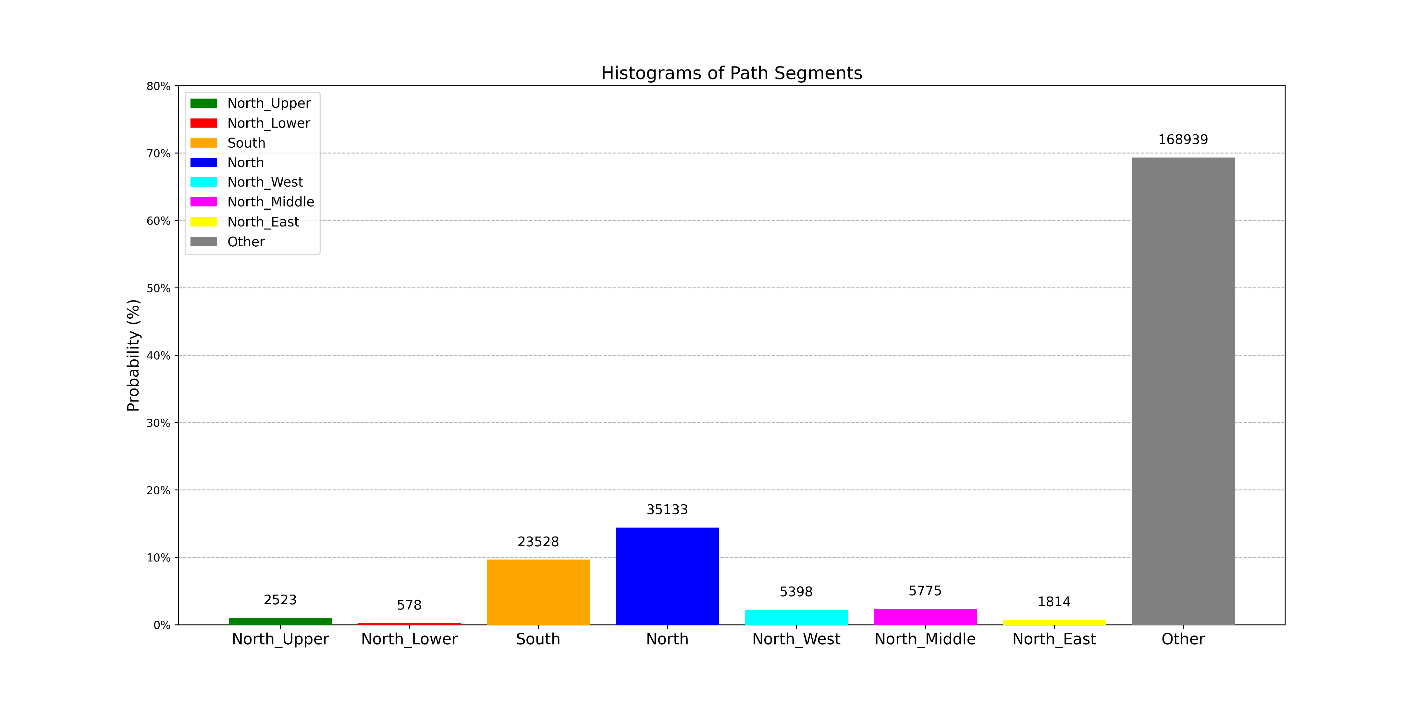 Histograms of Path Segments
80%
70%
60%
50%
40%
30%
20%
10%
0%
Probability (%)
North_Upper
North_Lower
South
North
North_West
North_Middle
North_East
Other
2523
578
23528
35133
5398
5775
1814
168939
North_Upper
North_Lower
South
North
North_West
North_Middle
North_East
Other